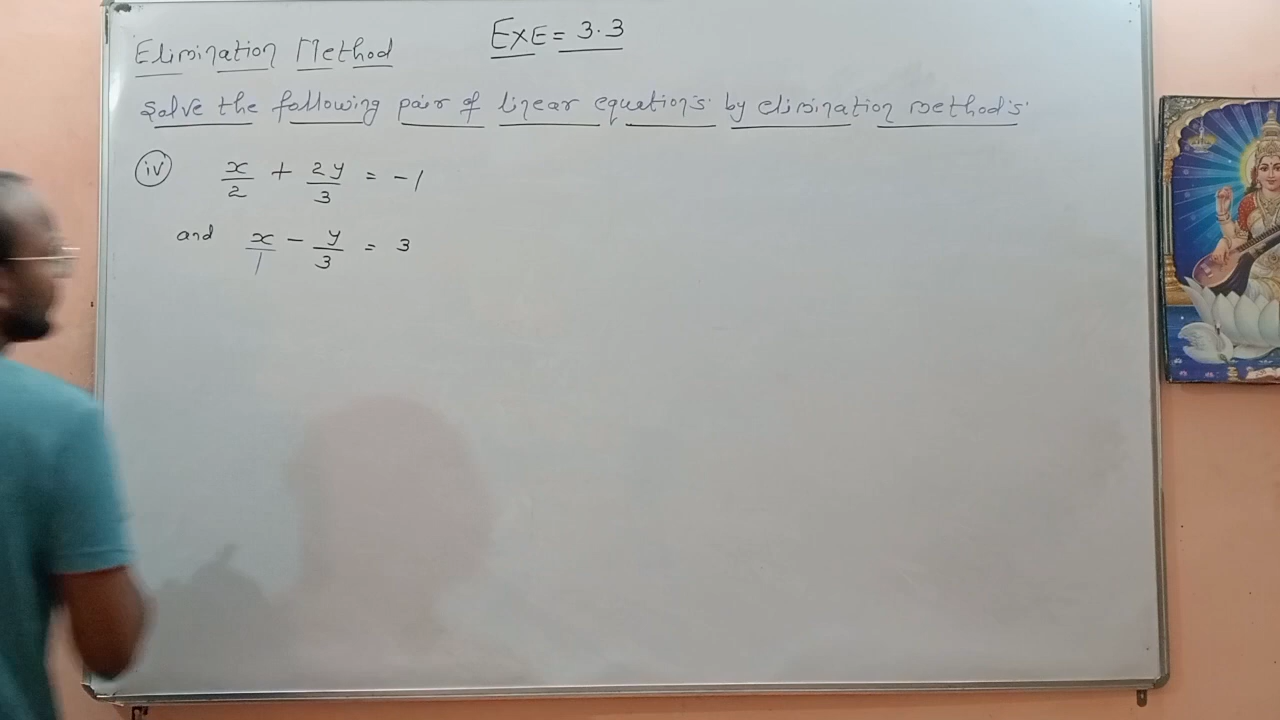 Elimination Method
EXE = 3.3
Solve the following pair of linear equations by elimination method's
iv x/2 + 2y/3 = -1
and x/1 - y/3 = 3